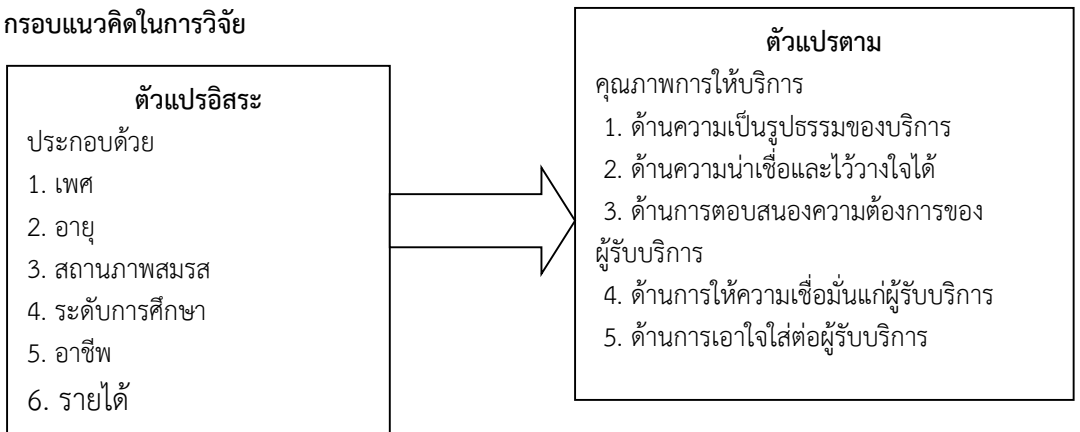 กรอบแนวคิดในการวิจัย
ตัวแปรอิสระ
ประกอบด้วย
1. เพศ
2. อายุ
3. สถานภาพสมรส
4. ระดับการศึกษา
5. อาชีพ
6. รายได้
ตัวแปรตาม
คุณภาพการให้บริการ
1. ด้านความเป็นรูปธรรมของบริการ
2. ด้านความน่าเชื่อและไว้วางใจได้
3. ด้านการตอบสนองความต้องการของ
ผู้รับบริการ
4. ด้านการให้ความเชื่อมั่นแก่ผู้รับบริการ
5. ด้านการเอาใจใส่ต่อผู้รับบริการ